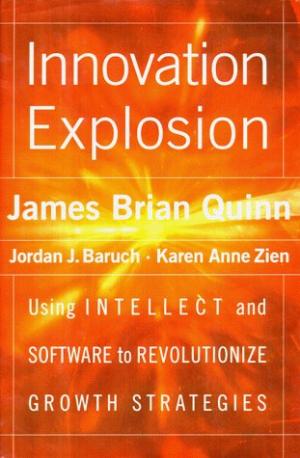 Innovation
Explosion
James Brian Quinn
Jordan J. Baruch · Karen Anne Zien
Using INTELLECT and
SOFTWARE to REVOLUTIONIZE
GROWTH STRATEGIES